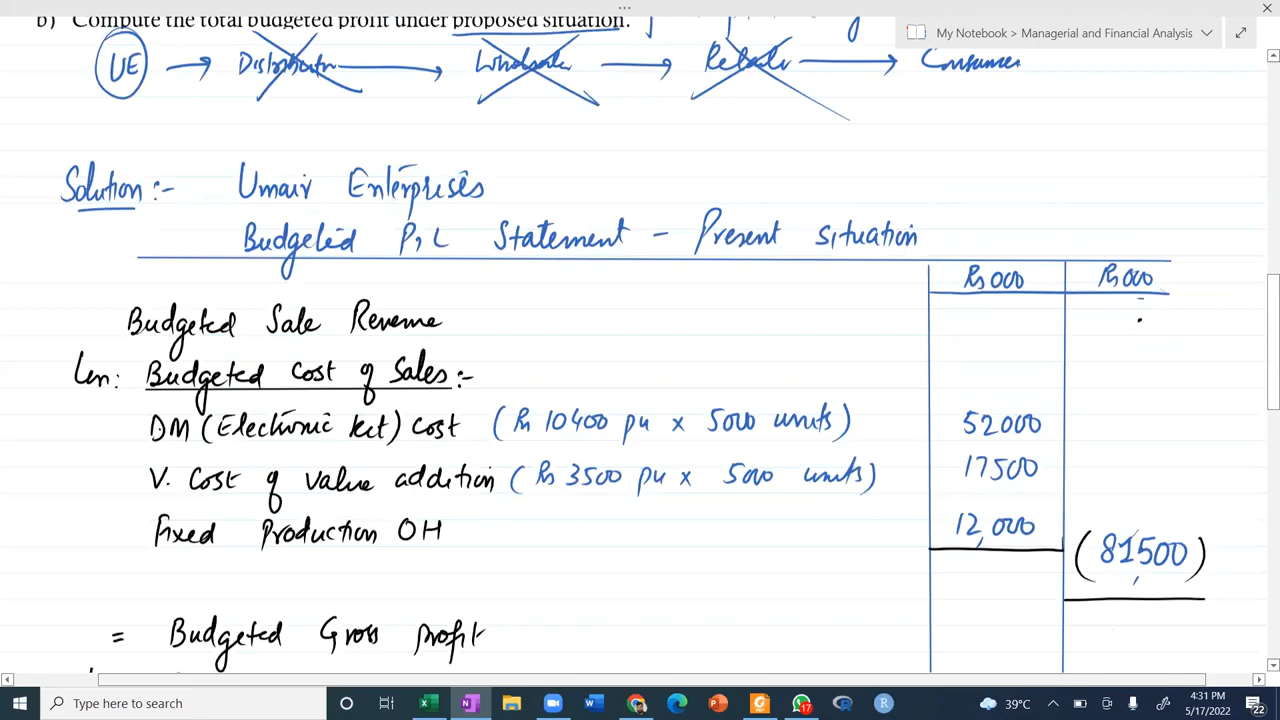 b) Compute the total budgeted profit under proposed situation.
My Notebook > Managerial and Financial Analysis
UE → Distributor → Wholesaler → Retailer → Consumer
Solution :- Umair Enterprises
Budgeted P, L Statement - Present situation
Rs 000 Rs 000
Budgeted Sale Revenue
Less: Budgeted Cost of Sales:-
DM (Electronic kit) Cost (Rs 10400 pu x 5000 units) 52000
V. Cost of value addition (Rs 3500 pu x 5000 units) 17500
Fixed Production OH 12,000
(81,500)
= Budgeted Gross profit
Type here to search
39°C
4:31 PM
5/17/2022
17
22